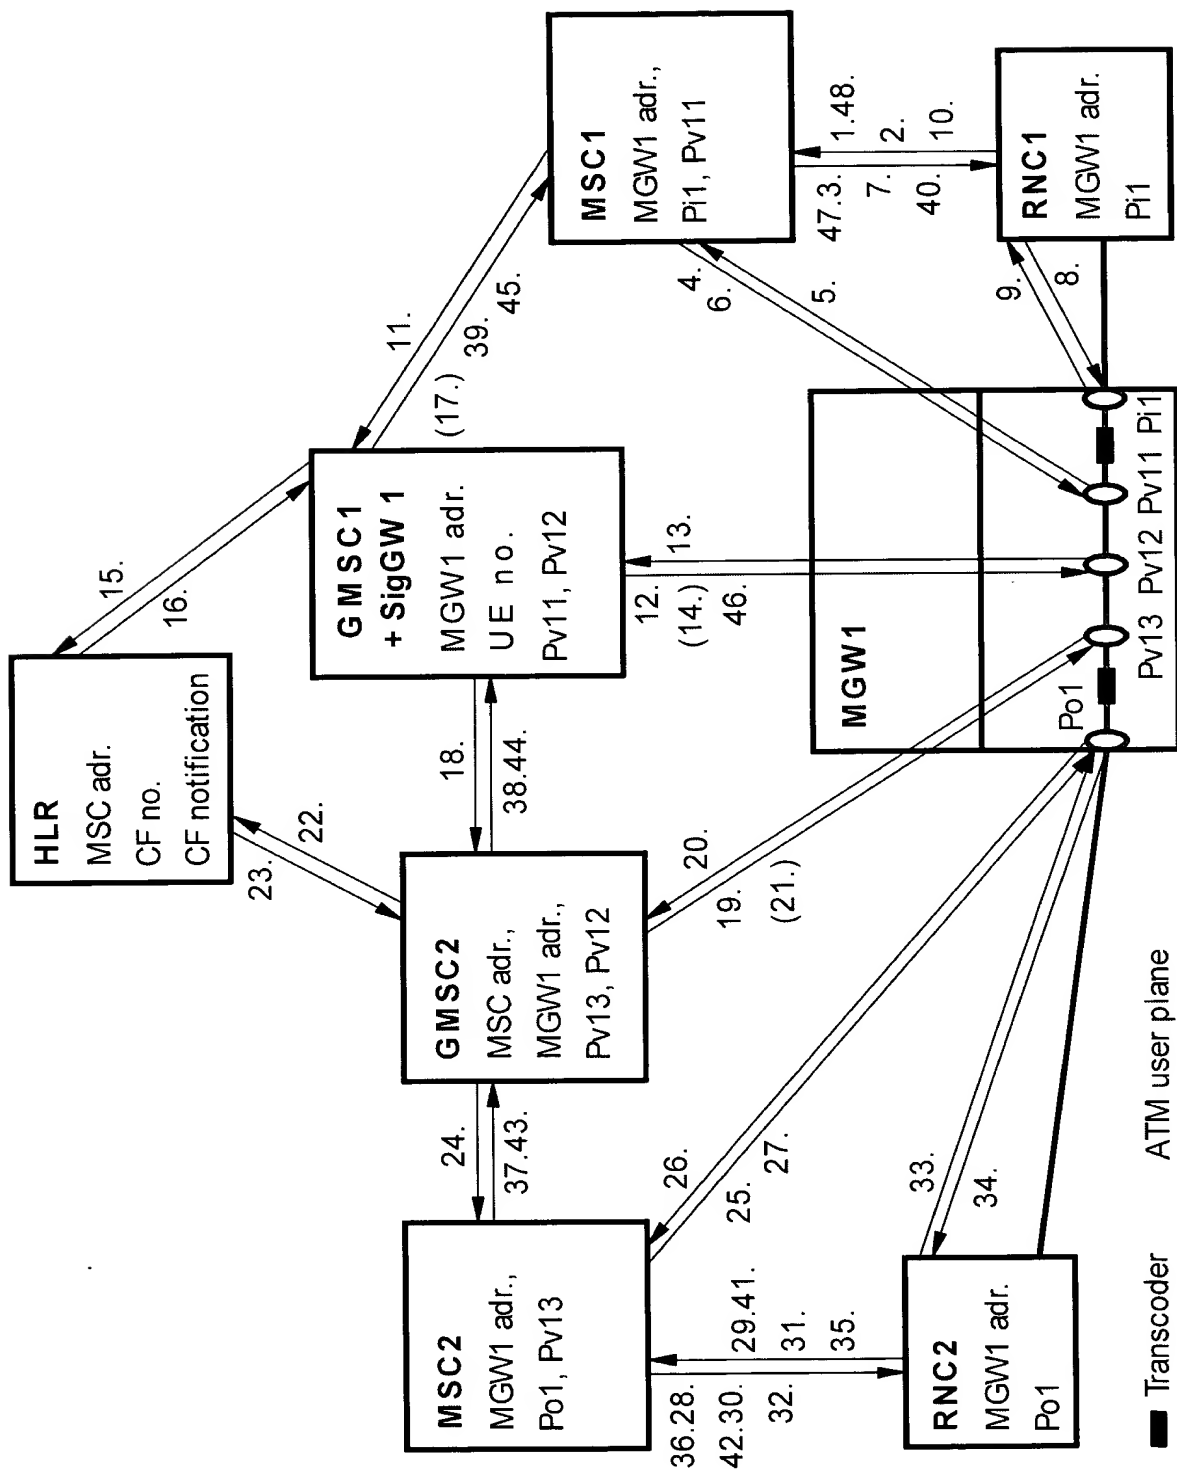 HLR
MSC adr.
CF no.
CF notification
15.
16.
22.
23.
MSC2
MGW1 adr.,
Po1, Pv13
24.
37.43.
GMSC2
MSC adr.,
MGW1 adr.,
Pv13, Pv12
18.
38.44.
GMSC1
+ SigGW 1
MGW1 adr.
UE no.
Pv11, Pv12
11.
(17.)
39.
45.
MSC1
MGW1 adr.,
Pi1, Pv11
36.28.
42.30.
32.
29.41.
31.
35.
26.
25.
27.
20.
19.
(21.)
12.
(14.)
46.
13.
4.
6.
5.
47.3.
7.
40.
1.48.
2.
10.
RNC2
MGW1 adr.
Po1
33.
34.
MGW1
Po1
Pv13 Pv12 Pv11 Pi1
9.
8.
RNC1
MGW1 adr.
Pi1
Transcoder
ATM user plane